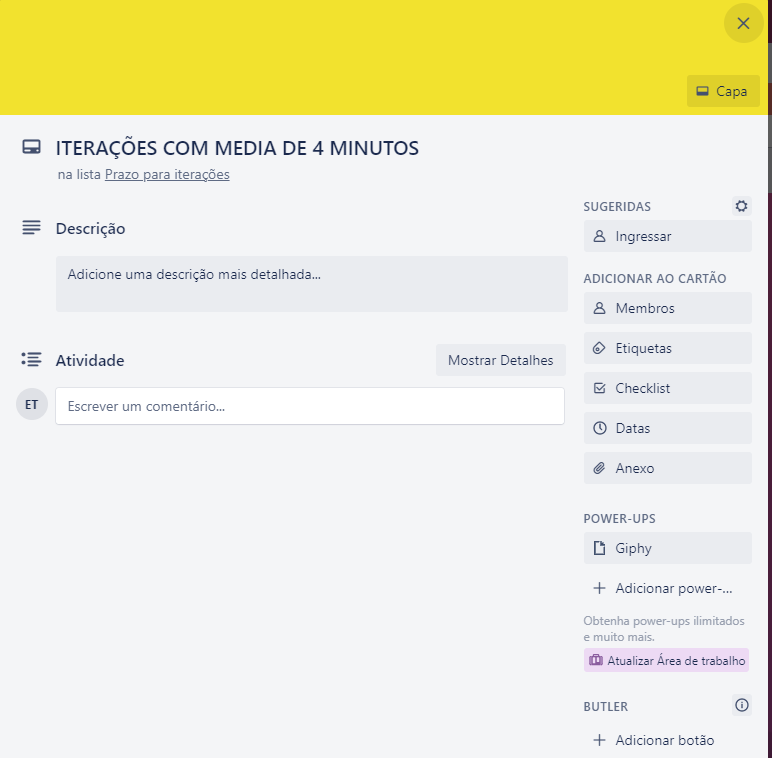 Capa
ITERAÇÕES COM MEDIA DE 4 MINUTOS
na lista Prazo para iterações
Descrição
Adicione uma descrição mais detalhada...
Atividade
Mostrar Detalhes
ET
Escrever um comentário...
SUGERIDAS
Ingressar
ADICIONAR AO CARTÃO
Membros
Etiquetas
Checklist
Datas
Anexo
POWER-UPS
Giphy
Adicionar power-...
Obtenha power-ups ilimitados
e muito mais.
Atualizar Área de trabalho
BUTLER
Adicionar botão